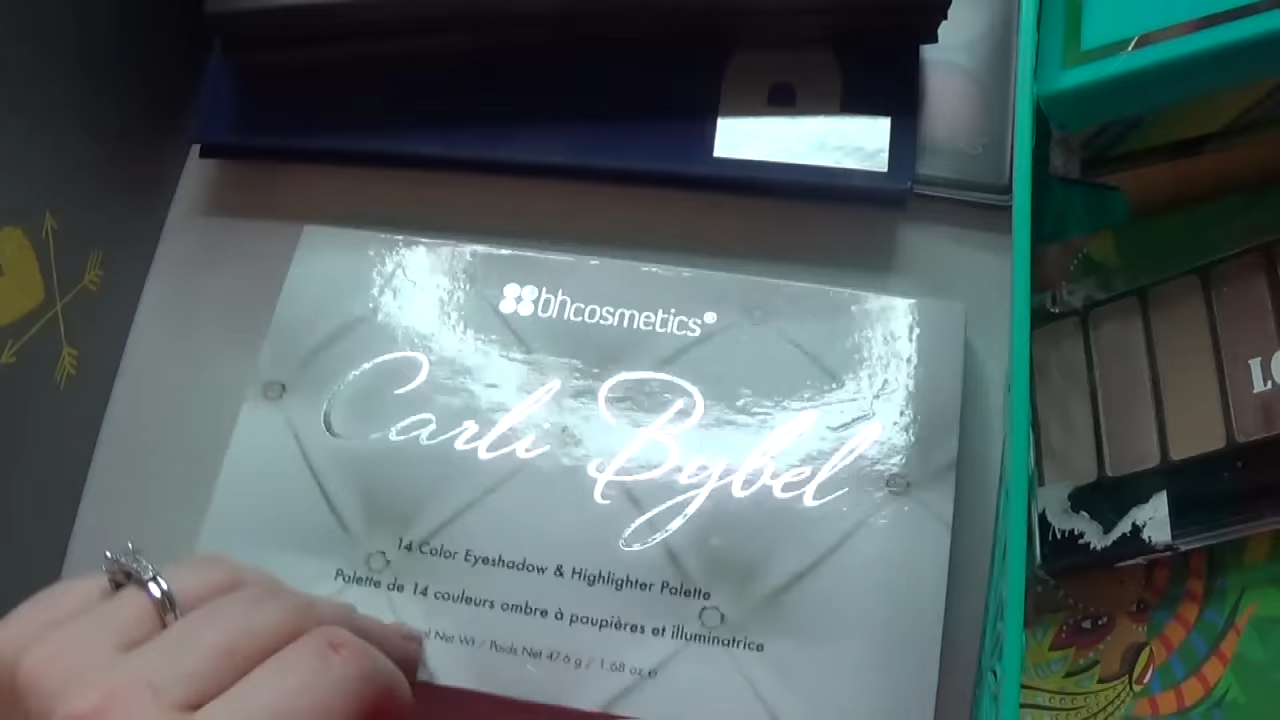 bhcosmetics®
Carli Bybel
14 Color Eyeshadow & Highlighter Palette
Palette de 14 couleurs ombre à paupières et illuminatrice
Net Wt / Poids Net 47.6 g / 1.68 oz e